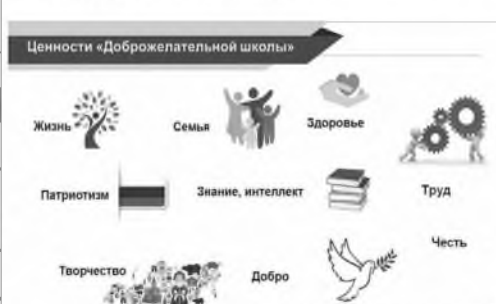 Ценности «Доброжелательной школы»
Жизнь
Семья
Здоровье
Патриотизм
Знание, интеллект
Труд
Творчество
Добро
Честь